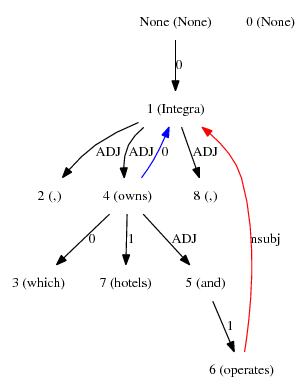 None (None) 0 (None)
0
1 (Integra)
ADJ ADJ 0 ADJ
2 (,) 4 (owns) 8 (,)
0 1 ADJ nsubj
3 (which) 7 (hotels) 5 (and)
1
6 (operates)